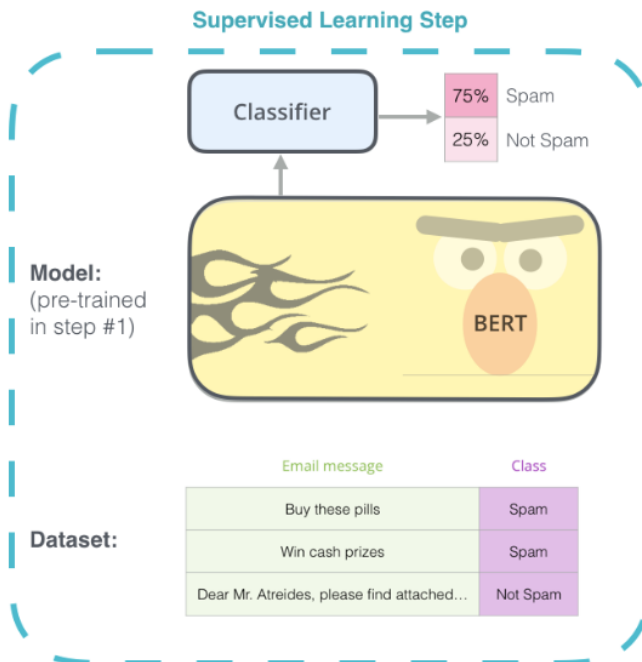 Supervised Learning Step
Classifier
75% Spam
25% Not Spam
Model:
(pre-trained
in step #1)
BERT
Email message Class
Dataset:
Buy these pills Spam
Win cash prizes Spam
Dear Mr. Atreides, please find attached... Not Spam